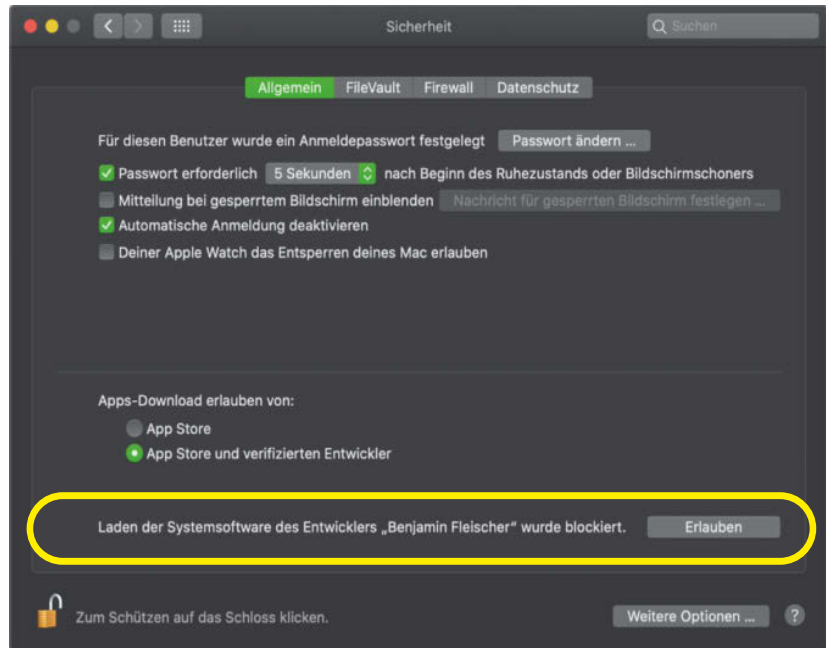 Sicherheit
Suchen
Allgemein FileVault Firewall Datenschutz
Für diesen Benutzer wurde ein Anmeldepasswort festgelegt Passwort ändern ...
Passwort erforderlich 5 Sekunden nach Beginn des Ruhezustands oder Bildschirmschoners
Mitteilung bei gesperrtem Bildschirm einblenden Nachricht für gesperrten Bildschirm festlegen ...
Automatische Anmeldung deaktivieren
Deiner Apple Watch das Entsperren deines Mac erlauben
Apps-Download erlauben von:
App Store
App Store und verifizierten Entwickler
Laden der Systemsoftware des Entwicklers „Benjamin Fleischer“ wurde blockiert. Erlauben
Zum Schützen auf das Schloss klicken. Weitere Optionen ... ?